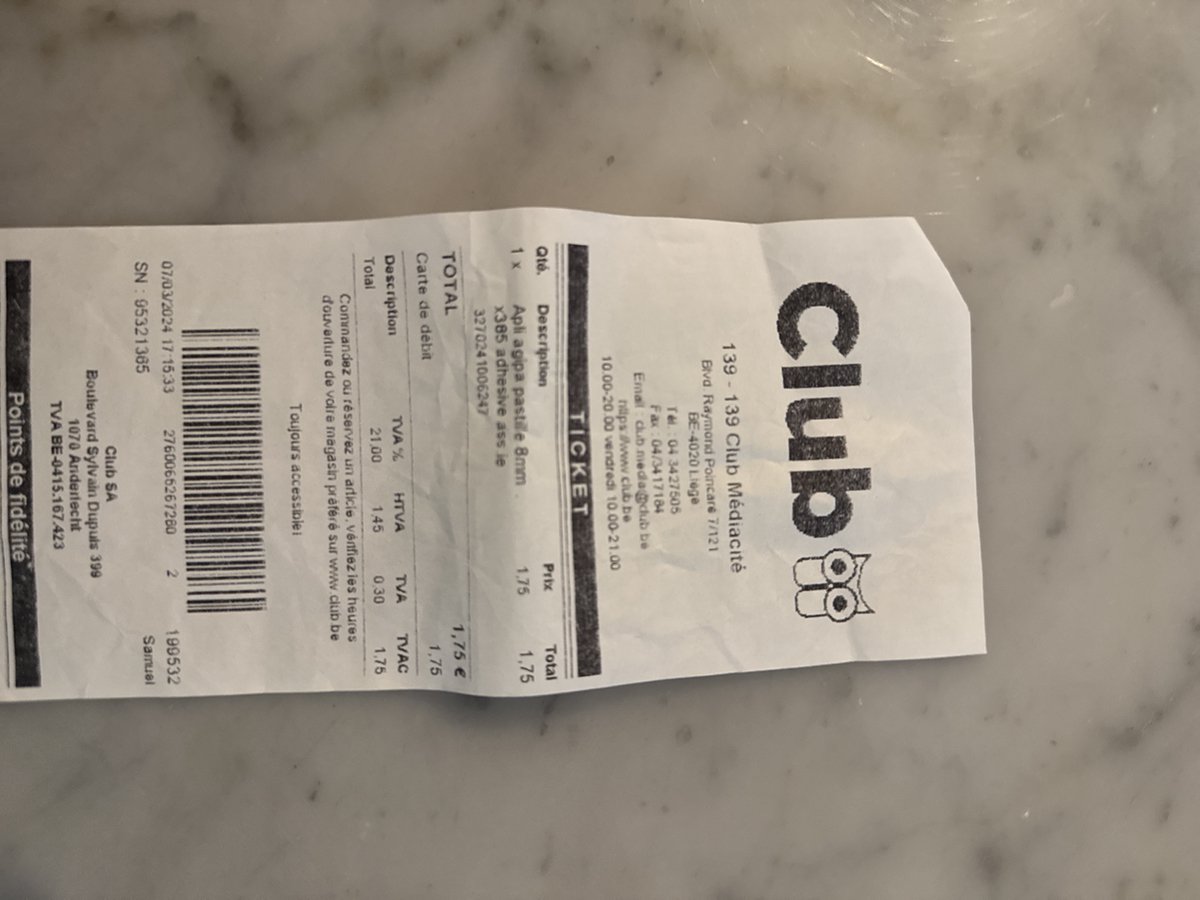 Club
139 - 139 Club Médiacité
Blvd Raymond Poincaré 7/121
BE-4020 Liège
Tél. : 04 3427505
Fax : 04/3417184
Email : club.media@club.be
https://www.club.be
10.00-20.00 vendredi 10.00-21.00
TICKET
Qté. Description Prix Total
1 x Apli agipa pastille 8mm . 1,75 1,75
x385 adhesive ass le
3270241006247
TOTAL 1,75 €
Carte de débit 1,75
Description TVA % HTVA TVA TVAC
Total 21,00 1,45 0,30 1,75
Commandez ou réservez un article, vérifiez les heures
d'ouverture de votre magasin préféré sur www.club.be
Toujours accessible!
07/03/2024 17:15:33 2760066267280 2 199532
SN : 95321365 Samuel
Club SA
Boulevard Sylvain Dupuis 399
1070 Anderlecht
TVA BE-0415.167.423
Points de fidélité